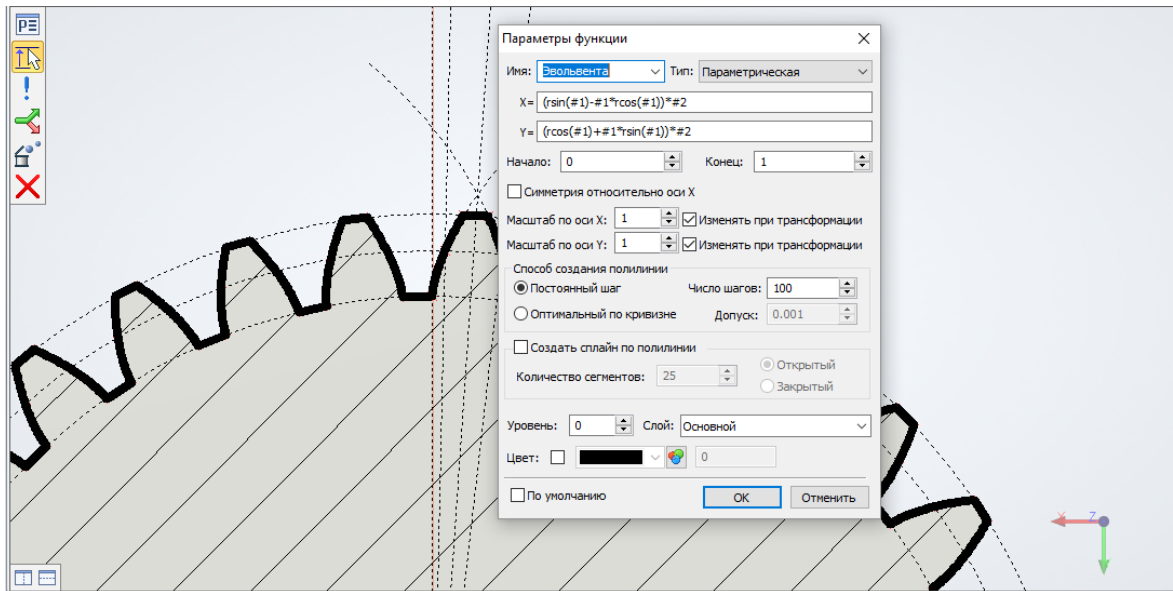 Параметры функции
Имя: Эвольвента Тип: Параметрическая
X= (rsin(#1)-#1*rcos(#1))*#2
Y= (rcos(#1)+#1*rsin(#1))*#2
Начало: 0 Конец: 1
Симметрия относительно оси X
Масштаб по оси X: 1 Изменять при трансформации
Масштаб по оси Y: 1 Изменять при трансформации
Способ создания полилинии
Постоянный шаг Число шагов: 100
Оптимальный по кривизне Допуск: 0.001
Создать сплайн по полилинии
Количество сегментов: 25 Открытый
Закрытый
Уровень: 0 Слой: Основной
Цвет: 0
По умолчанию OK Отменить
X Z